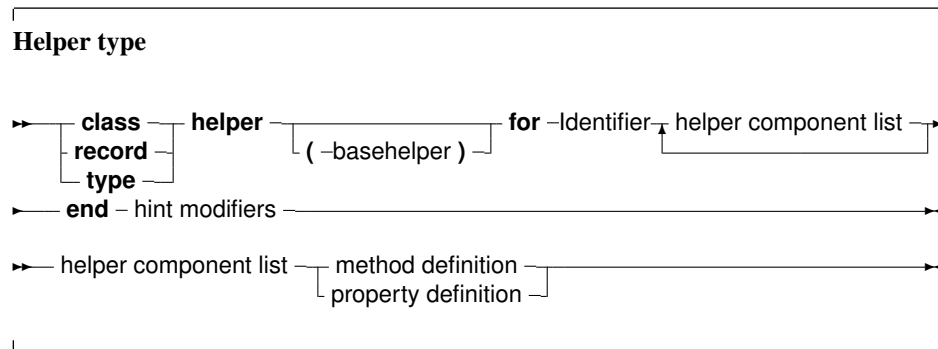 Helper type
class helper for Identifier helper component list
( basehelper )
record
type
end hint modifiers
helper component list method definition
property definition